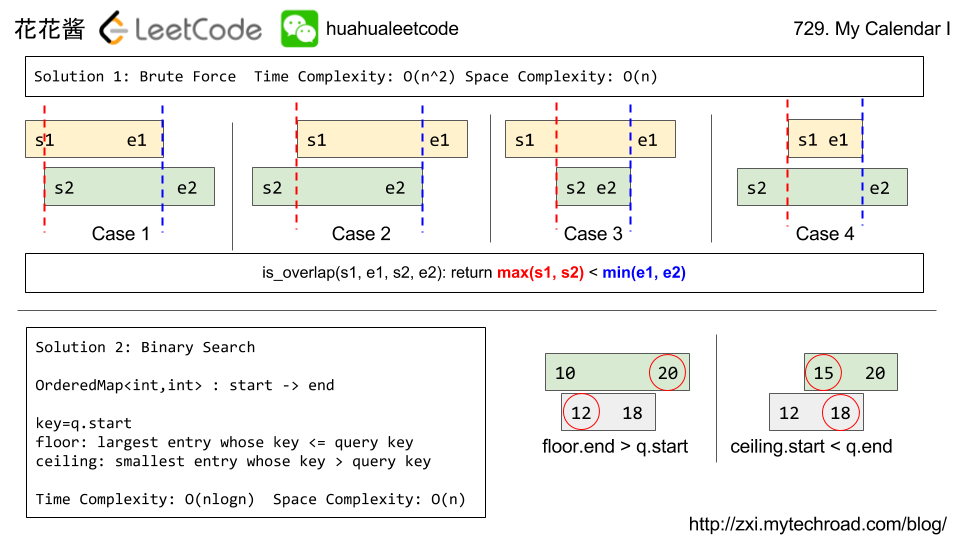 花花酱 LeetCode huahualeetcode 729. My Calendar I
Solution 1: Brute Force  Time Complexity: O(n^2) Space Complexity: O(n)
s1 e1 s1 e1 s1 e1 s1 e1
s2 e2 s2 e2 s2 e2 s2 e2
Case 1 Case 2 Case 3 Case 4
is_overlap(s1, e1, s2, e2): return max(s1, s2) < min(e1, e2)
Solution 2: Binary Search
OrderedMap<int,int> : start -> end
key=q.start
floor: largest entry whose key <= query key
ceiling: smallest entry whose key > query key
Time Complexity: O(nlogn)  Space Complexity: O(n)
10 20
12 18
floor.end > q.start
15 20
12 18
ceiling.start < q.end
http://zxi.mytechroad.com/blog/